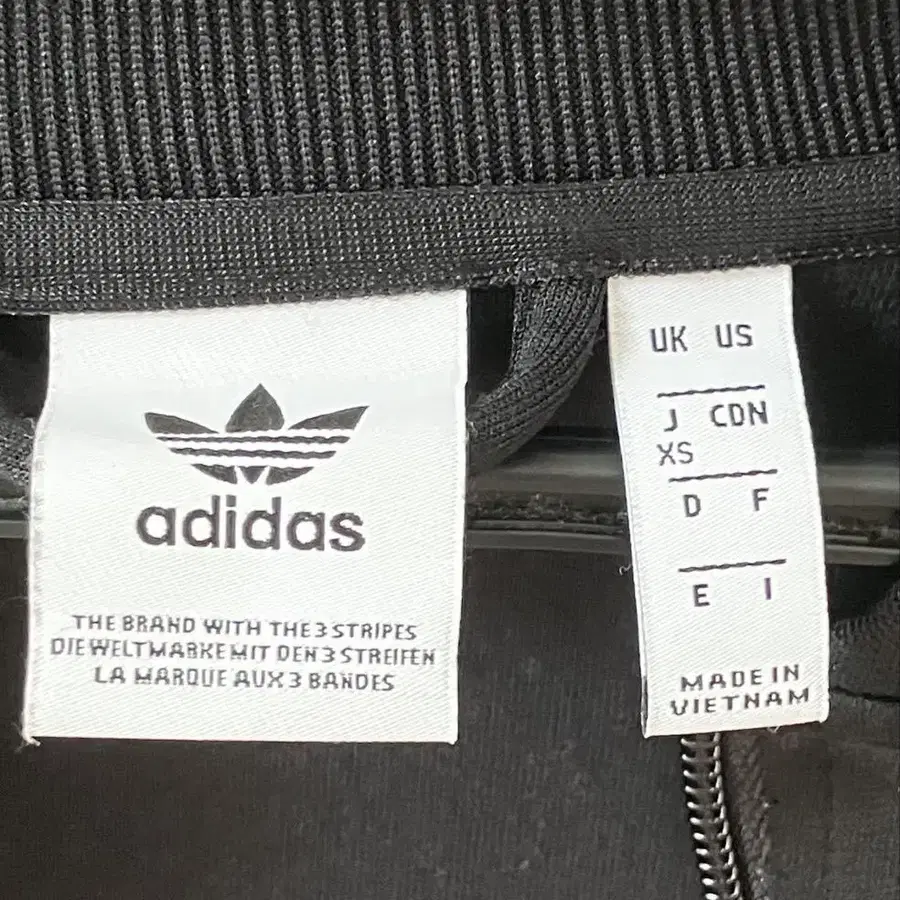 adidas
THE BRAND WITH THE 3 STRIPES
DIE WELTMARKE MIT DEN 3 STREIFEN
LA MARQUE AUX 3 BANDES
UK US
J CDN
XS
D F
E I
MADE IN
VIETNAM